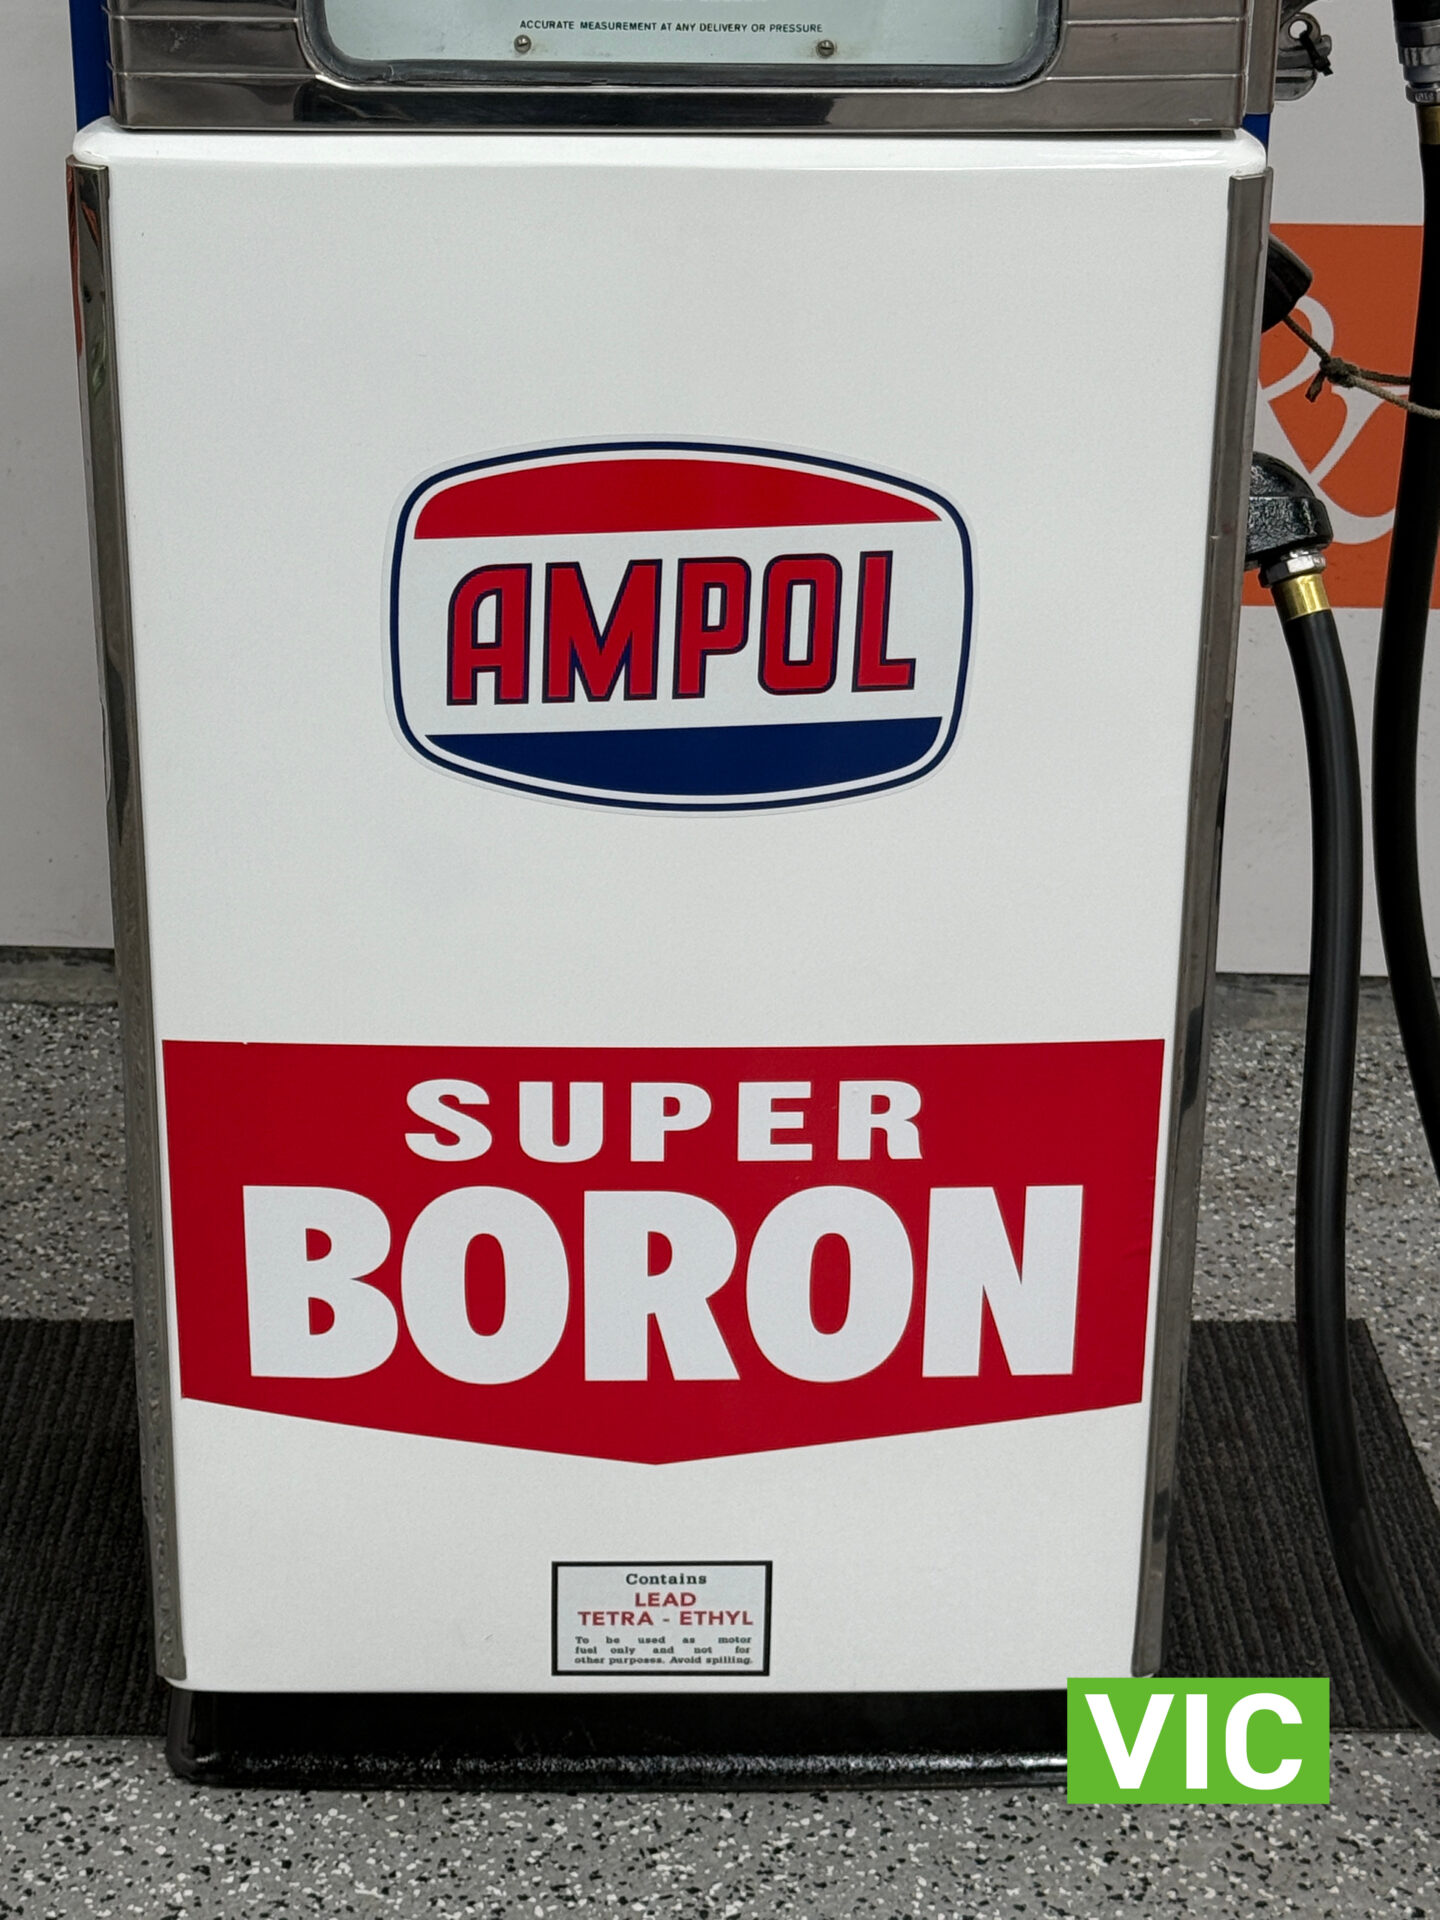 ACCURATE MEASUREMENT AT ANY DELIVERY OR PRESSURE
AMPOL
SUPER
BORON
Contains
LEAD
TETRA - ETHYL
To be used as motor
fuel only and not for
other purposes. Avoid spilling.
VIC